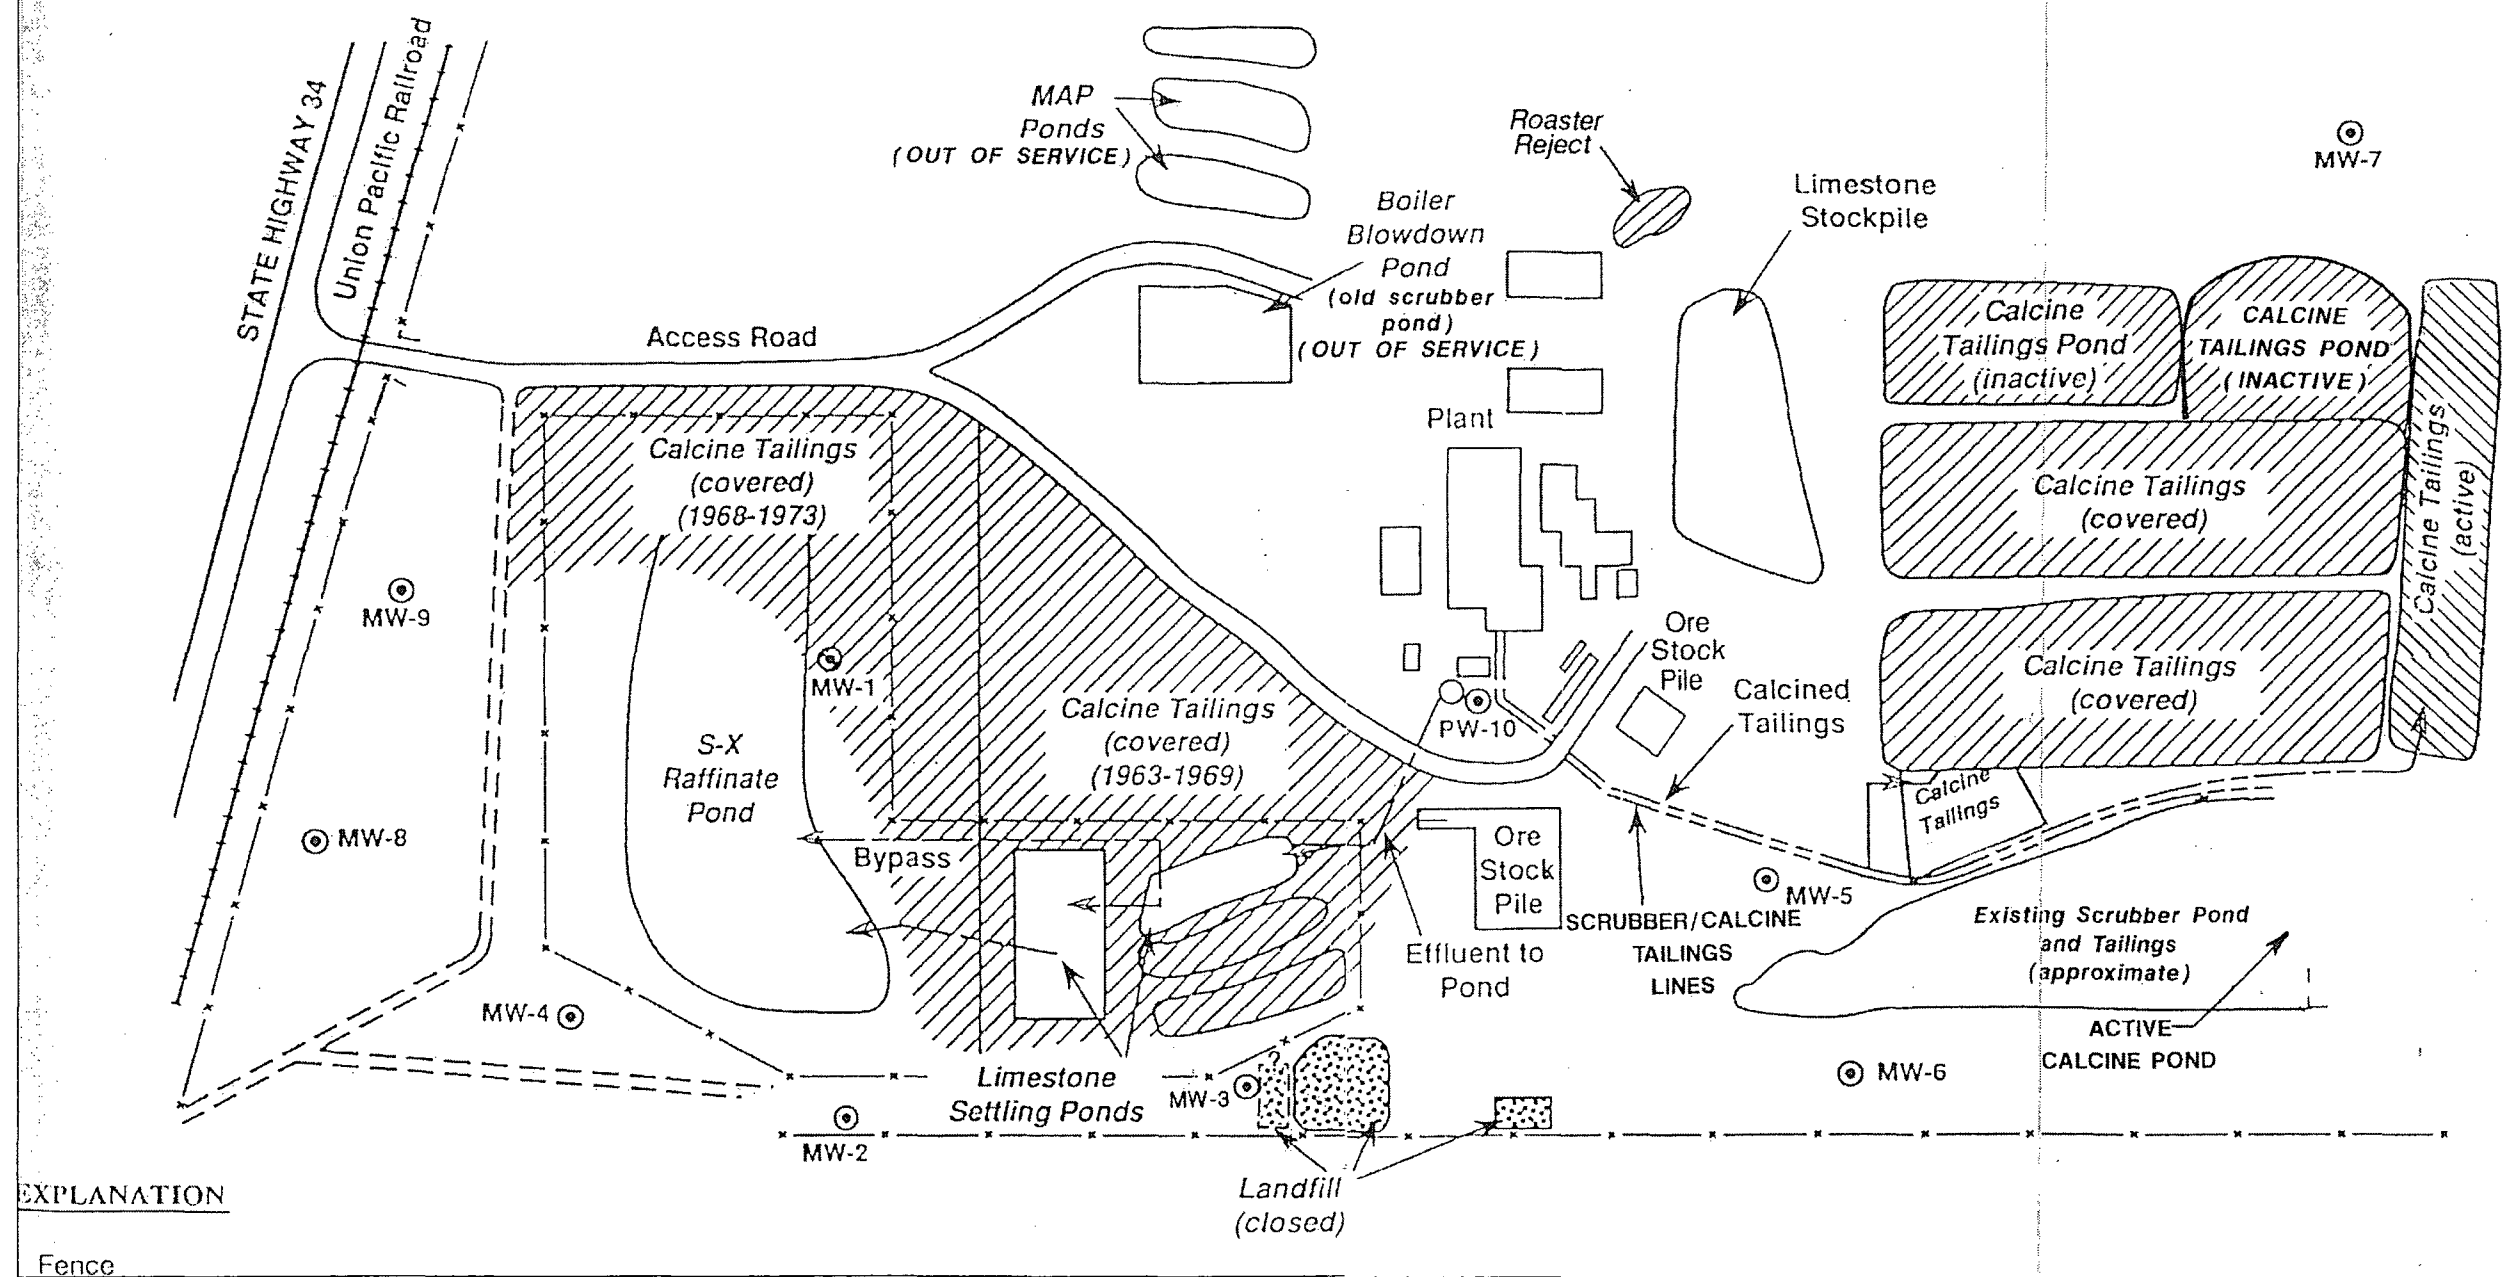 STATE HIGHWAY 34
Union Pacific Railroad
MAP
Ponds
(OUT OF SERVICE)
Roaster
Reject
MW-7
Limestone
Stockpile
Boiler
Blowdown
Pond
(old scrubber
pond)
(OUT OF SERVICE)
Access Road
Calcine
Tailings Pond
(inactive)
CALCINE
TAILINGS POND
(INACTIVE)
Calcine Tailings
(active)
Plant
Calcine Tailings
(covered)
(1968-1973)
Calcine Tailings
(covered)
MW-9
MW-1
Ore
Stock
Pile
Calcined
Tailings
Calcine Tailings
(covered)
PW-10
Calcine Tailings
(covered)
(1963-1969)
S-X
Raffinate
Pond
Calcine
Tailings
MW-8
Bypass
Ore
Stock
Pile
MW-5
SCRUBBER/CALCINE
TAILINGS
LINES
Existing Scrubber Pond
and Tailings
(approximate)
Effluent to
Pond
MW-4
ACTIVE
CALCINE POND
?
MW-6
Limestone
Settling Ponds
MW-3
MW-2
Landfill
(closed)
EXPLANATION
Fence